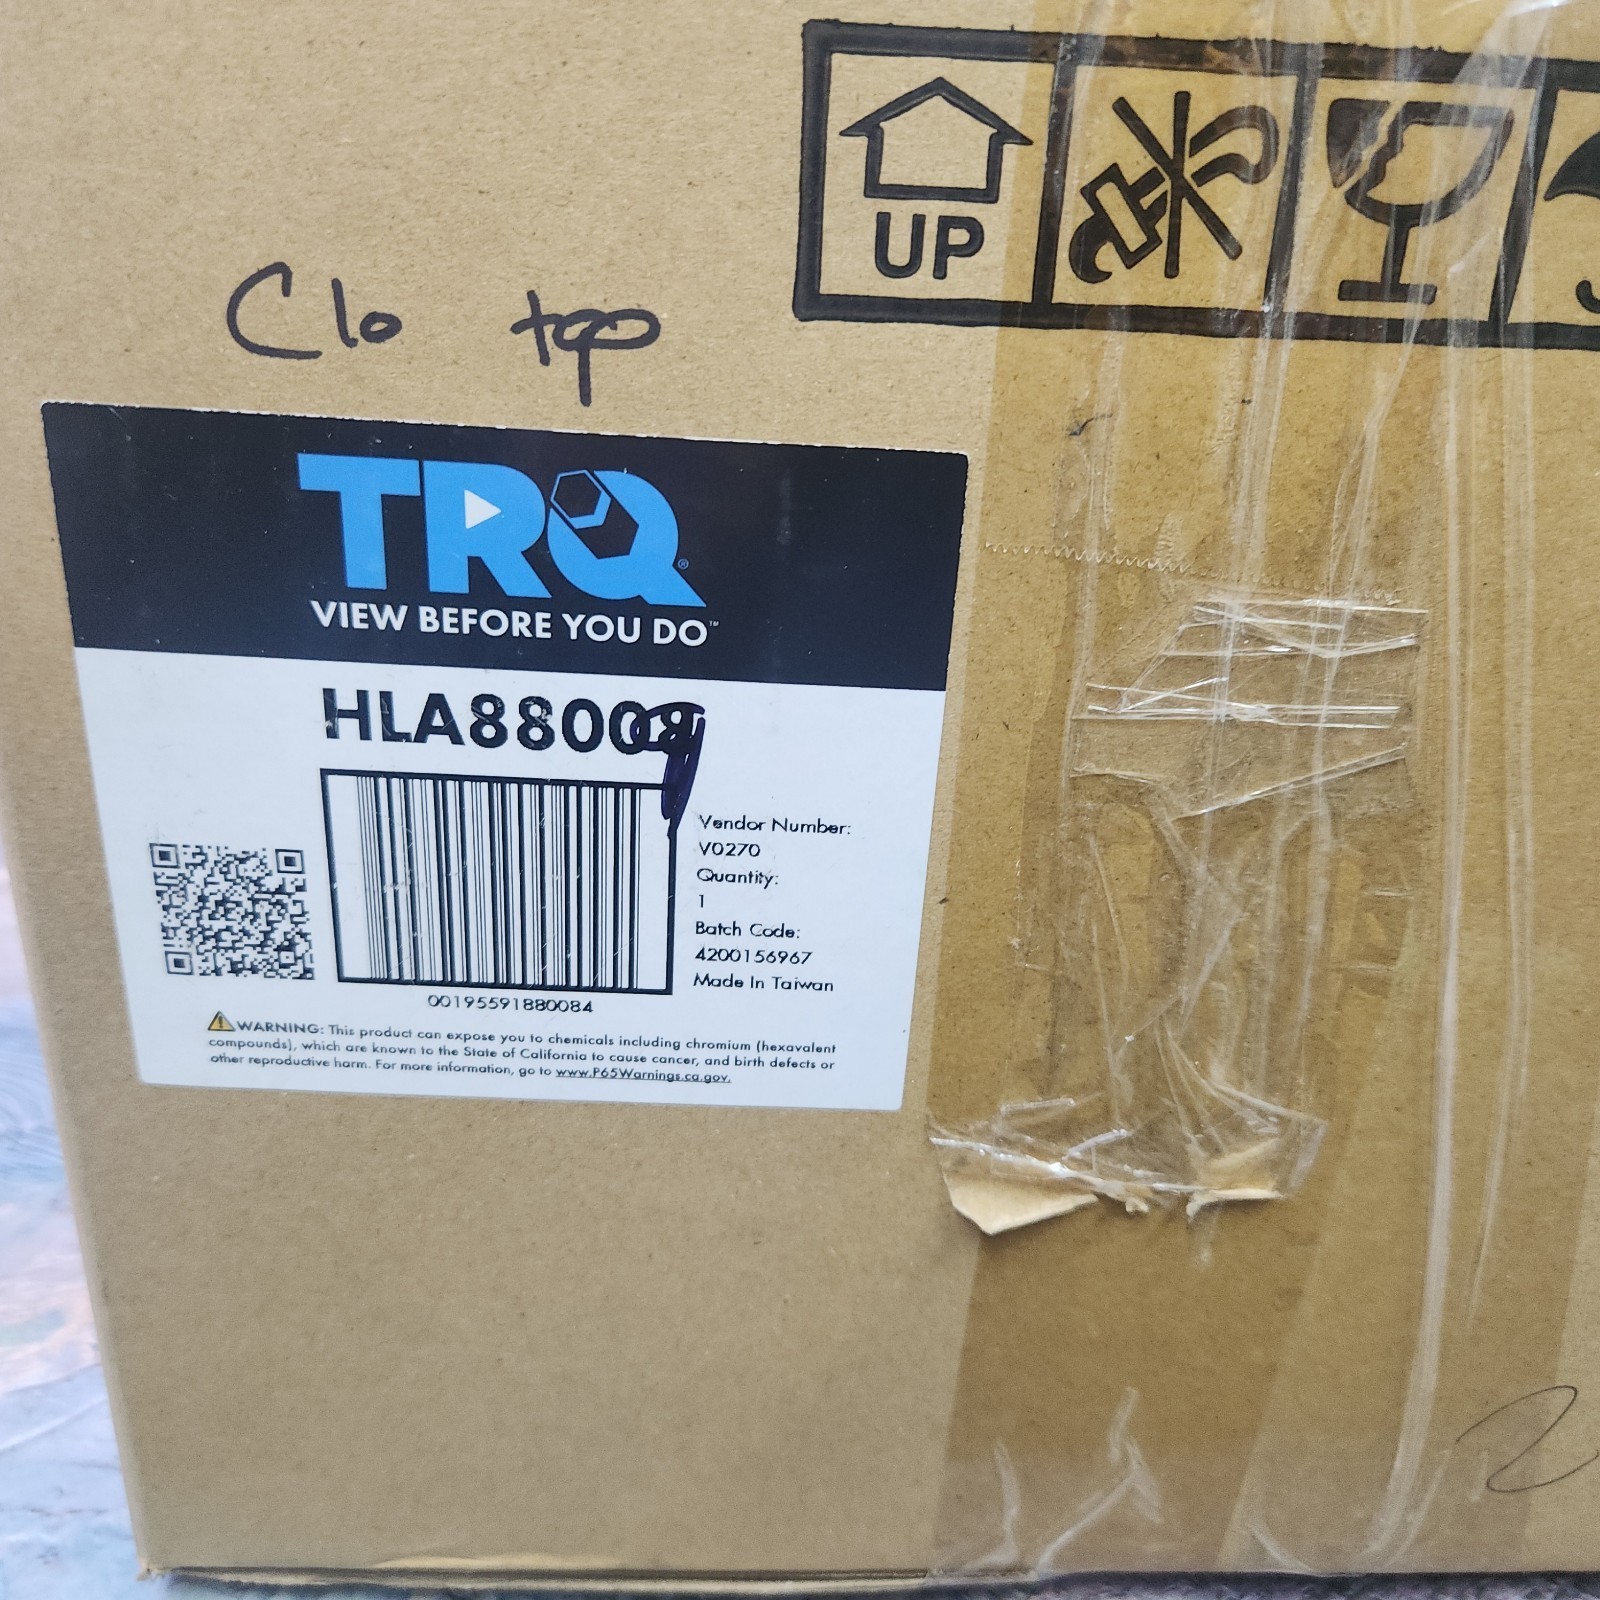 UP
Clo top
TRQ®
VIEW BEFORE YOU DO™
HLA88008
Vendor Number:
V0270
Quantity:
1
Batch Code:
4200156967
Made In Taiwan
00195591880084
WARNING: This product can expose you to chemicals including chromium (hexavalent
compounds), which are known to the State of California to cause cancer, and birth defects or
other reproductive harm. For more information, go to www.P65Warnings.ca.gov.
2